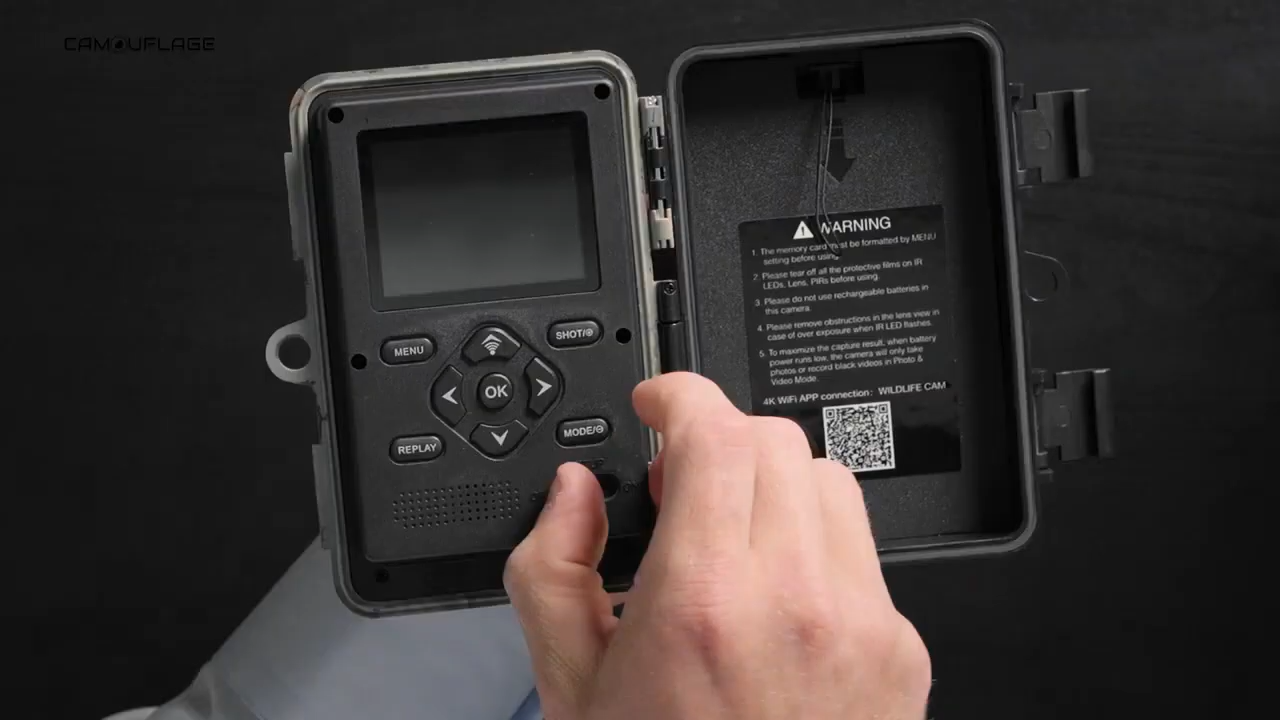 CAMOUFLAGE
WARNING
1. The memory card must be formatted by MENU
setting before using.
2. Please tear off all the protective films on IR
LEDs, Lens, PIRs before using.
3. Please do not use rechargeable batteries in
this camera.
4. Please remove obstructions in the lens view in
case of over exposure when IR LED flashes.
5. To maximize the capture result, when battery
power runs low, the camera will only take
photos or record black videos in Photo &
Video Mode.
4K WiFi APP connection: WILDLIFE CAM
MENU
SHOT/
OK
REPLAY
MODE/